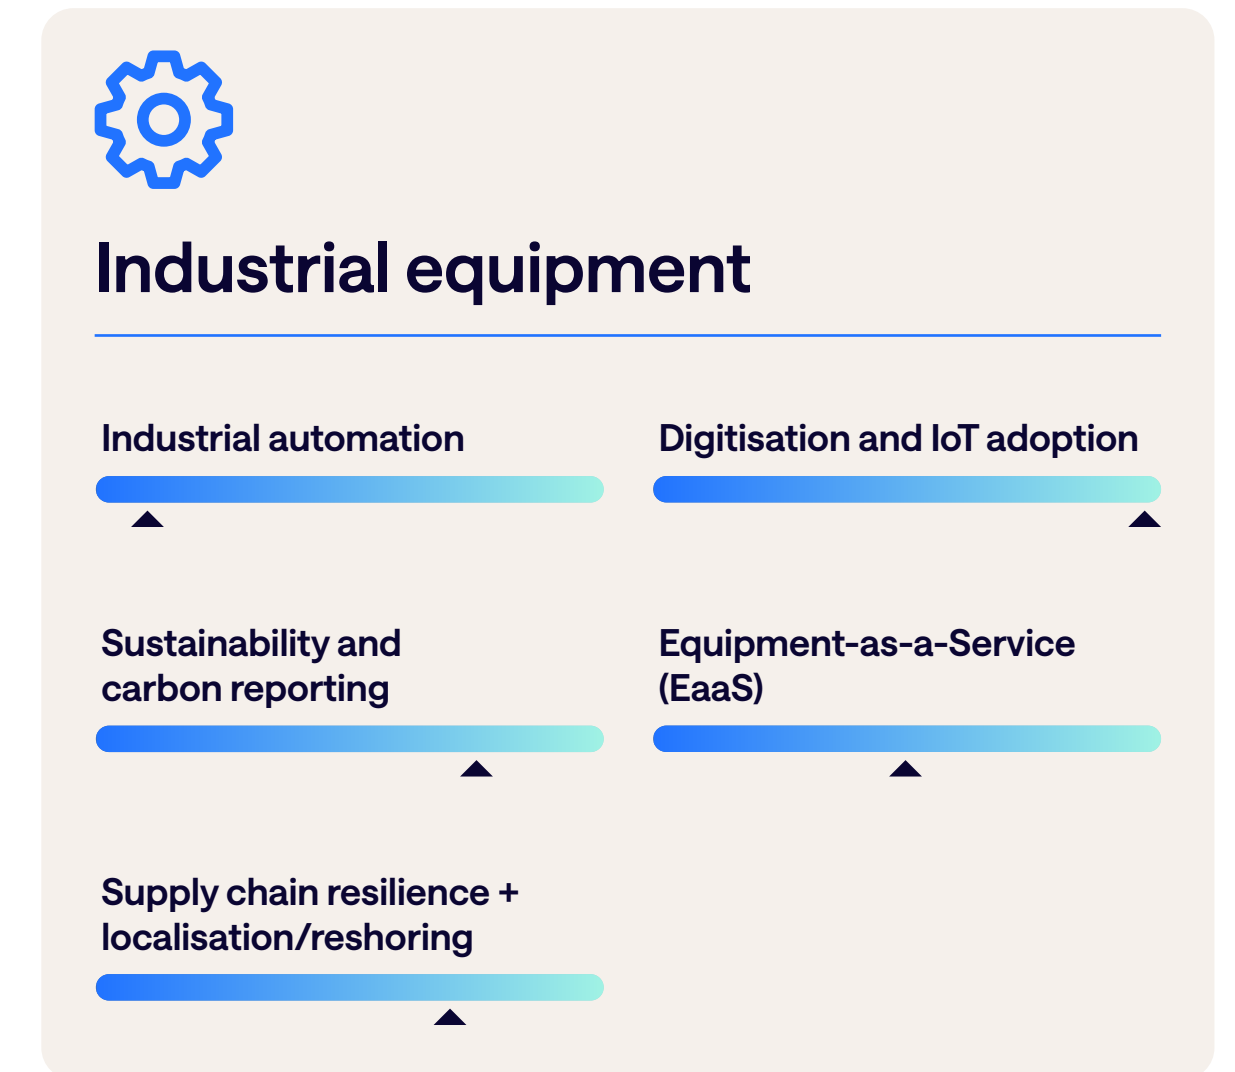 Industrial equipment
Industrial automation
Digitisation and IoT adoption
Sustainability and
carbon reporting
Equipment-as-a-Service
(EaaS)
Supply chain resilience +
localisation/reshoring